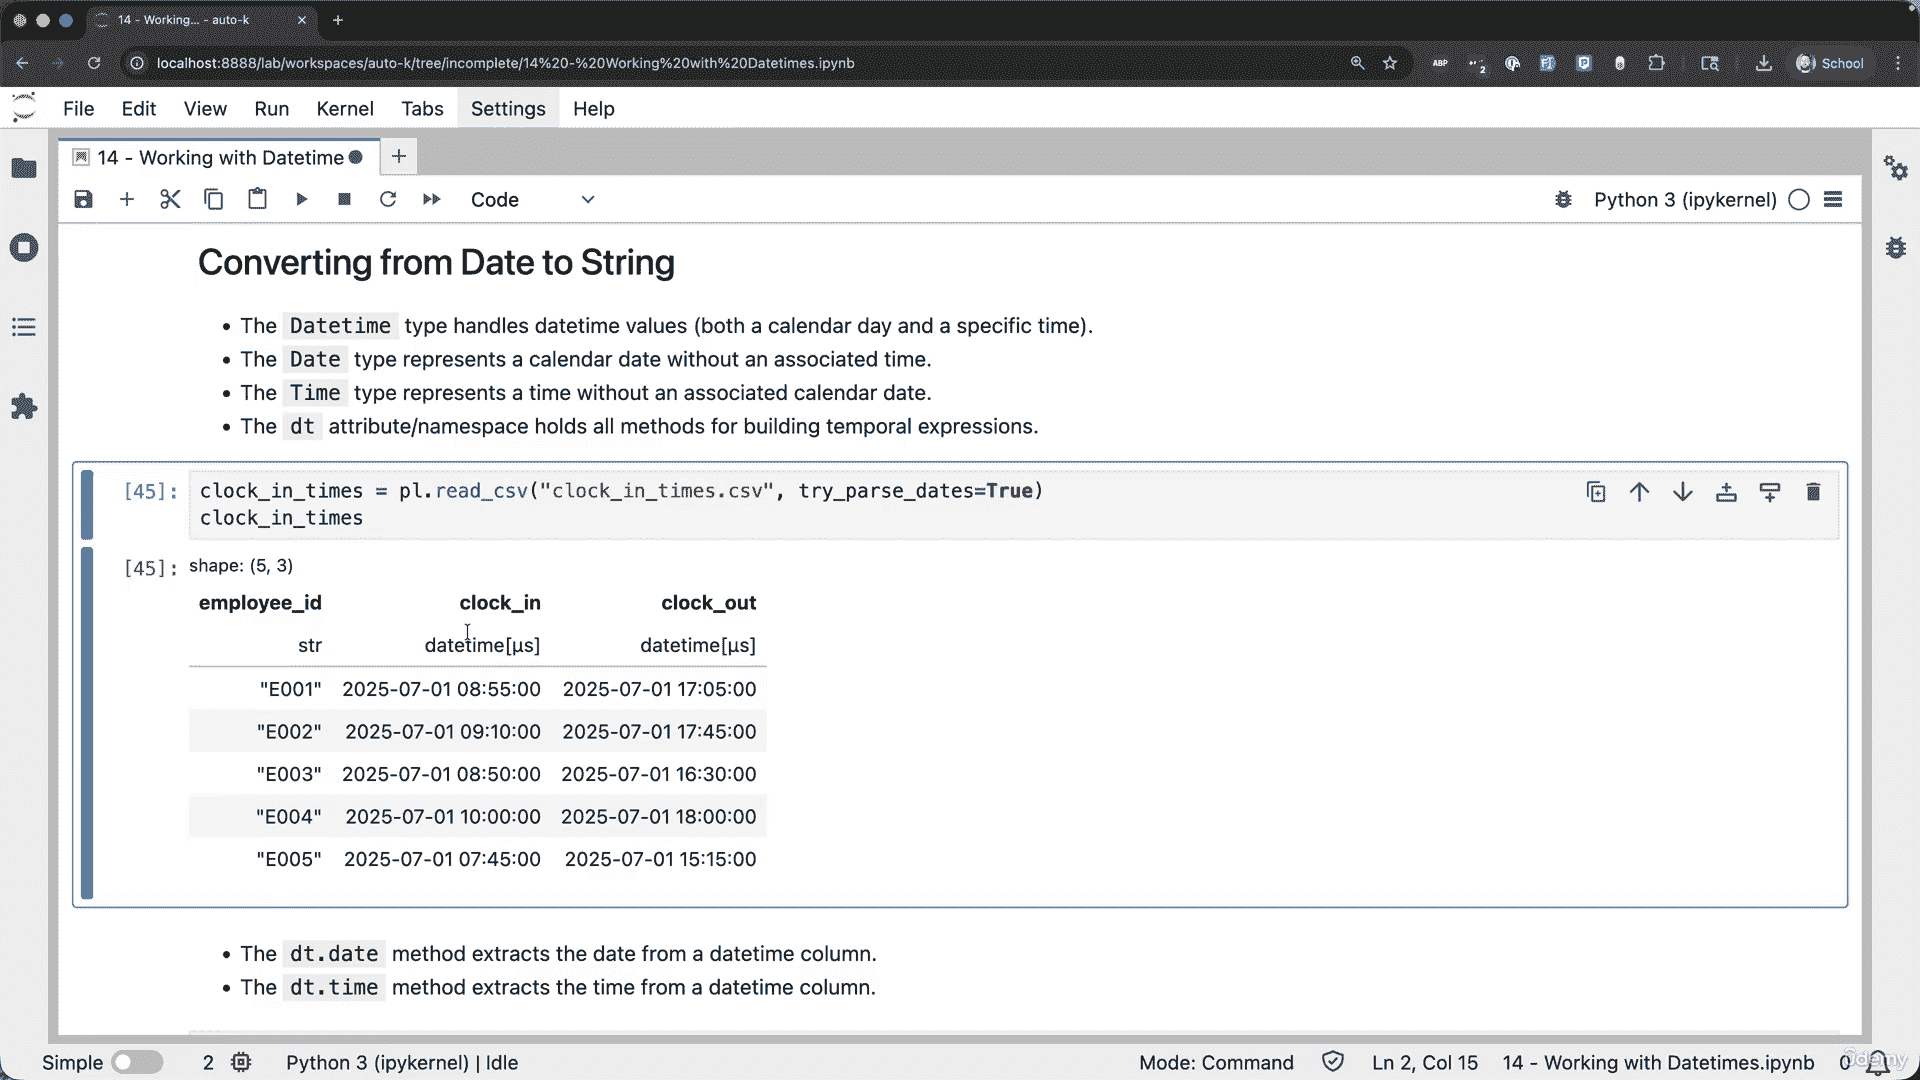 14 - Working... - auto-k
localhost:8888/lab/workspaces/auto-k/tree/incomplete/14%20-%20Working%20with%20Datetimes.ipynb
ABP
2
School
File Edit View Run Kernel Tabs Settings Help
14 - Working with Datetime
Code
Python 3 (ipykernel)
Converting from Date to String
• The Datetime type handles datetime values (both a calendar day and a specific time).
• The Date type represents a calendar date without an associated time.
• The Time type represents a time without an associated calendar date.
• The dt attribute/namespace holds all methods for building temporal expressions.
[45]: clock_in_times = pl.read_csv("clock_in_times.csv", try_parse_dates=True)
clock_in_times
[45]: shape: (5, 3)
employee_id clock_in clock_out
str datetime[μs] datetime[μs]
"E001" 2025-07-01 08:55:00 2025-07-01 17:05:00
"E002" 2025-07-01 09:10:00 2025-07-01 17:45:00
"E003" 2025-07-01 08:50:00 2025-07-01 16:30:00
"E004" 2025-07-01 10:00:00 2025-07-01 18:00:00
"E005" 2025-07-01 07:45:00 2025-07-01 15:15:00
• The dt.date method extracts the date from a datetime column.
• The dt.time method extracts the time from a datetime column.
Simple 2 Python 3 (ipykernel) | Idle Mode: Command Ln 2, Col 15 14 - Working with Datetimes.ipynb 0